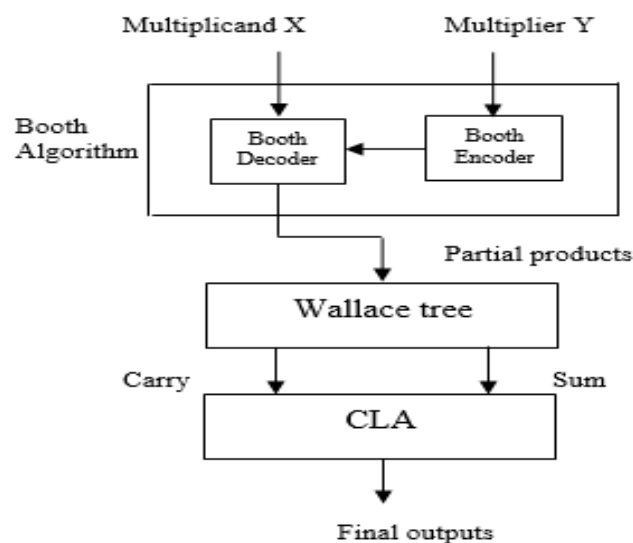 Multiplicand X
Multiplier Y
Booth
Algorithm
Booth
Decoder
Booth
Encoder
Partial products
Wallace tree
Carry
Sum
CLA
Final outputs